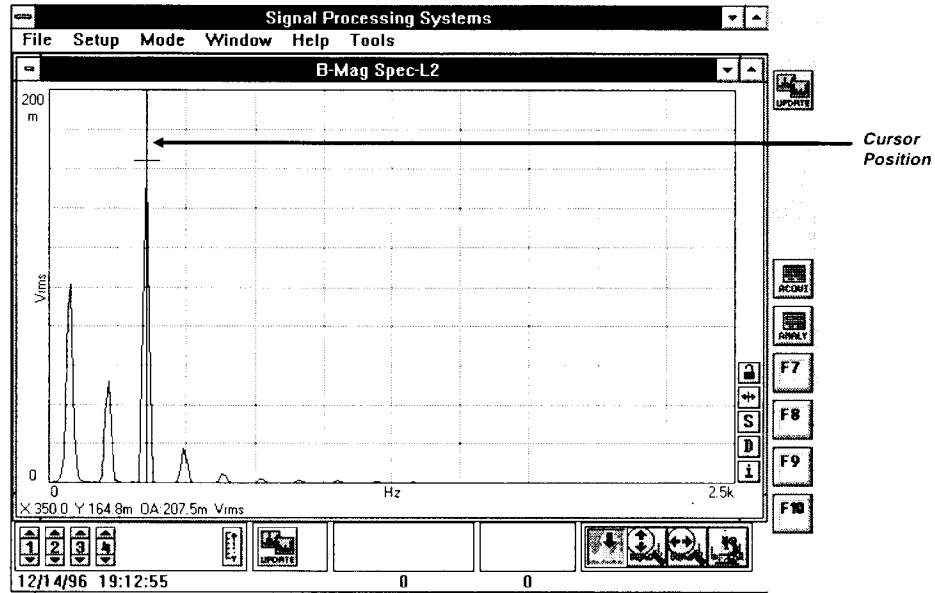 Signal Processing Systems
File Setup Mode Window Help Tools
B-Mag Spec-L2
200
m
Vrms
0
0 Hz 2.5k
X 350.0 Y 164.8m OA:207.5m Vrms
UPDATE
Cursor
Position
ACQUI
ANALY
F7
F8
F9
F10
S
D
i
1 2 3 4
UPDATE
0 0
12/14/96 19:12:55